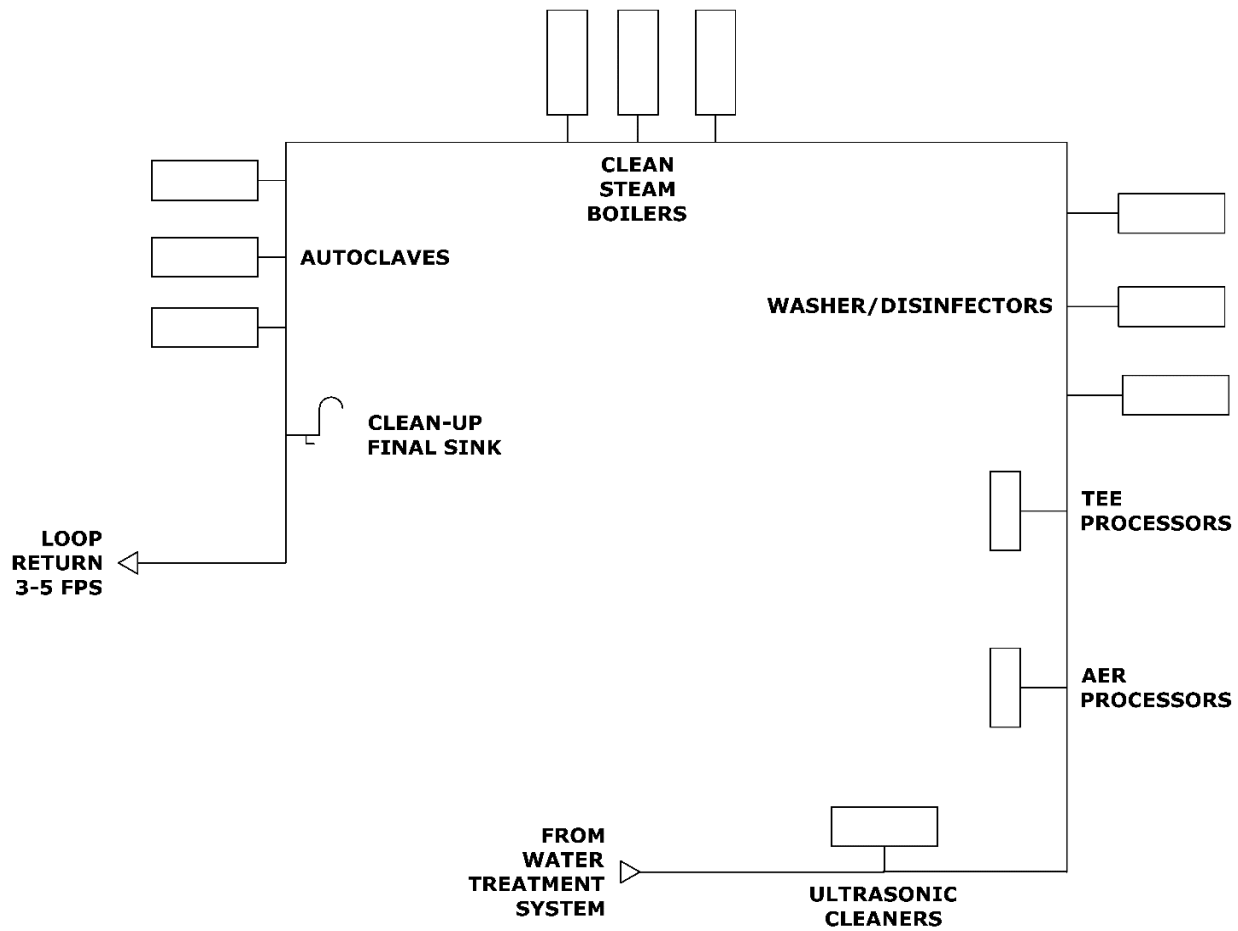 CLEAN
STEAM
BOILERS
AUTOCLAVES
WASHER/DISINFECTORS
CLEAN-UP
FINAL SINK
TEE
PROCESSORS
LOOP
RETURN
3-5 FPS
AER
PROCESSORS
FROM
WATER
TREATMENT
SYSTEM
ULTRASONIC
CLEANERS